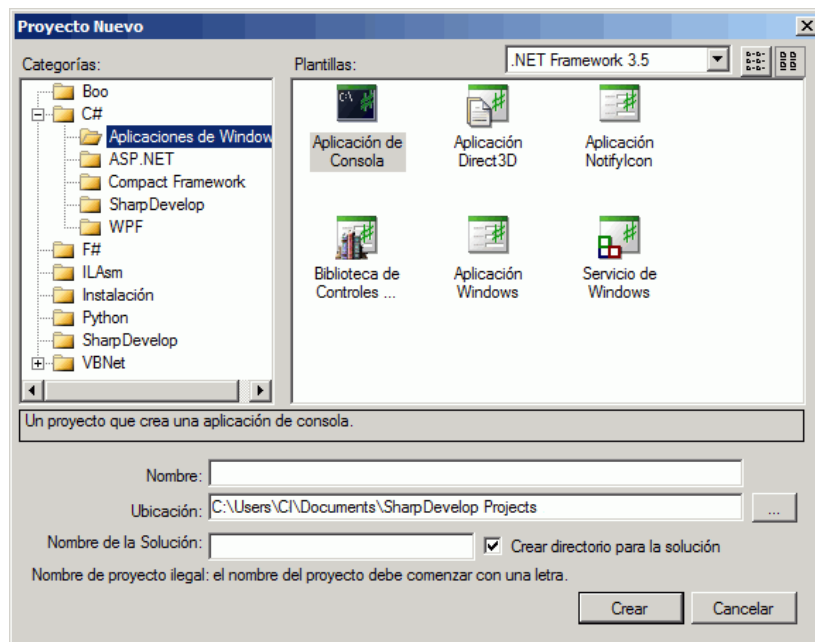 Proyecto Nuevo
Categorías:
Plantillas:
.NET Framework 3.5
Boo
C#
Aplicaciones de Window
ASP.NET
Compact Framework
SharpDevelop
WPF
F#
ILAsm
Instalación
Python
SharpDevelop
VBNet
Aplicación de
Consola
Aplicación
Direct3D
Aplicación
NotifyIcon
Biblioteca de
Controles ...
Aplicación
Windows
Servicio de
Windows
Un proyecto que crea una aplicación de consola.
Nombre:
Ubicación: C:\Users\CI\Documents\SharpDevelop Projects
...
Nombre de la Solución:
Crear directorio para la solución
Nombre de proyecto ilegal: el nombre del proyecto debe comenzar con una letra.
Crear
Cancelar